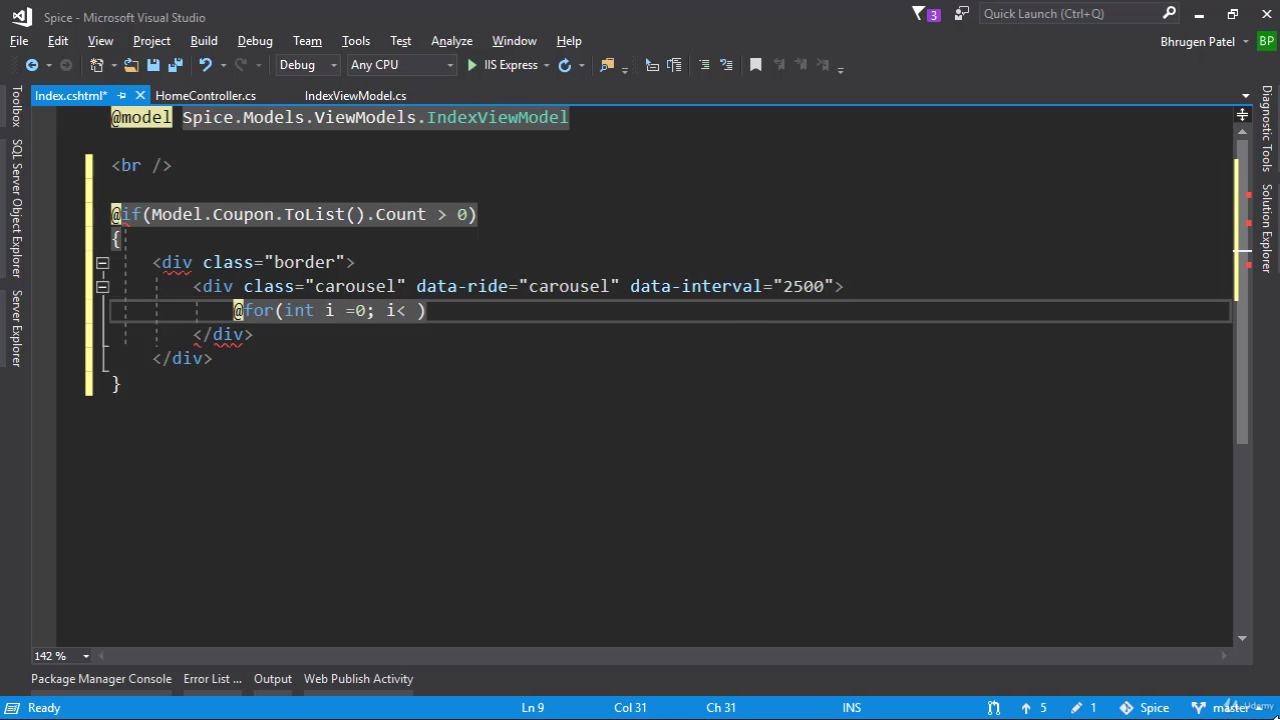 Spice - Microsoft Visual Studio
3
Quick Launch (Ctrl+Q)
File Edit View Project Build Debug Team Tools Test Analyze Window Help
Bhrugen Patel BP
Debug Any CPU IIS Express
Index.cshtml* HomeController.cs IndexViewModel.cs
Toolbox
SQL Server Object Explorer
Server Explorer
Diagnostic Tools
Solution Explorer
@model Spice.Models.ViewModels.IndexViewModel
<br />
@if(Model.Coupon.ToList().Count > 0)
{
<div class="border">
<div class="carousel" data-ride="carousel" data-interval="2500">
@for(int i =0; i< )
</div>
</div>
}
142 %
Package Manager Console Error List ... Output Web Publish Activity
Ready Ln 9 Col 31 Ch 31 INS 5 1 Spice master
Udemy